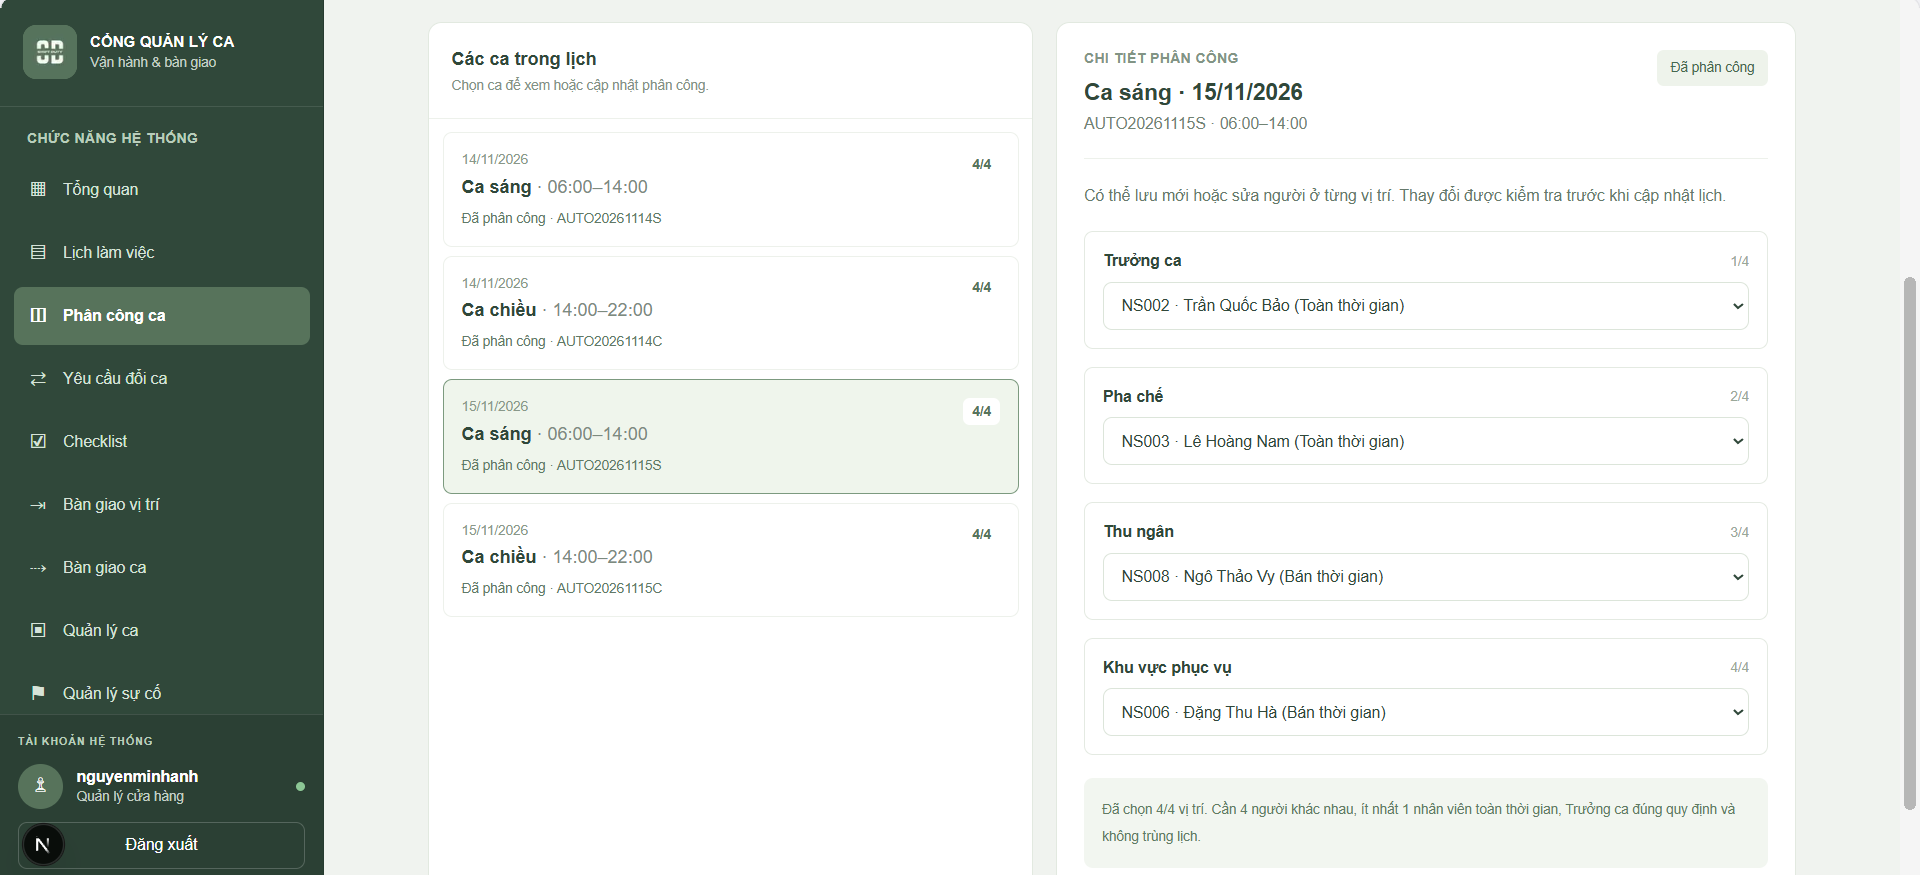 CỔNG QUẢN LÝ CA
Vận hành & bàn giao
CHỨC NĂNG HỆ THỐNG
Tổng quan
Lịch làm việc
Phân công ca
Yêu cầu đổi ca
Checklist
Bàn giao vị trí
Bàn giao ca
Quản lý ca
Quản lý sự cố
TÀI KHOẢN HỆ THỐNG
nguyenminhanh
Quản lý cửa hàng
N
Đăng xuất
Các ca trong lịch
Chọn ca để xem hoặc cập nhật phân công.
14/11/2026
4/4
Ca sáng · 06:00–14:00
Đã phân công · AUTO20261114S
14/11/2026
4/4
Ca chiều · 14:00–22:00
Đã phân công · AUTO20261114C
15/11/2026
4/4
Ca sáng · 06:00–14:00
Đã phân công · AUTO20261115S
15/11/2026
4/4
Ca chiều · 14:00–22:00
Đã phân công · AUTO20261115C
CHI TIẾT PHÂN CÔNG
Đã phân công
Ca sáng · 15/11/2026
AUTO20261115S · 06:00–14:00
Có thể lưu mới hoặc sửa người ở từng vị trí. Thay đổi được kiểm tra trước khi cập nhật lịch.
Trưởng ca
1/4
NS002 · Trần Quốc Bảo (Toàn thời gian)
Pha chế
2/4
NS003 · Lê Hoàng Nam (Toàn thời gian)
Thu ngân
3/4
NS008 · Ngô Thảo Vy (Bán thời gian)
Khu vực phục vụ
4/4
NS006 · Đặng Thu Hà (Bán thời gian)
Đã chọn 4/4 vị trí. Cần 4 người khác nhau, ít nhất 1 nhân viên toàn thời gian, Trưởng ca đúng quy định và
không trùng lịch.